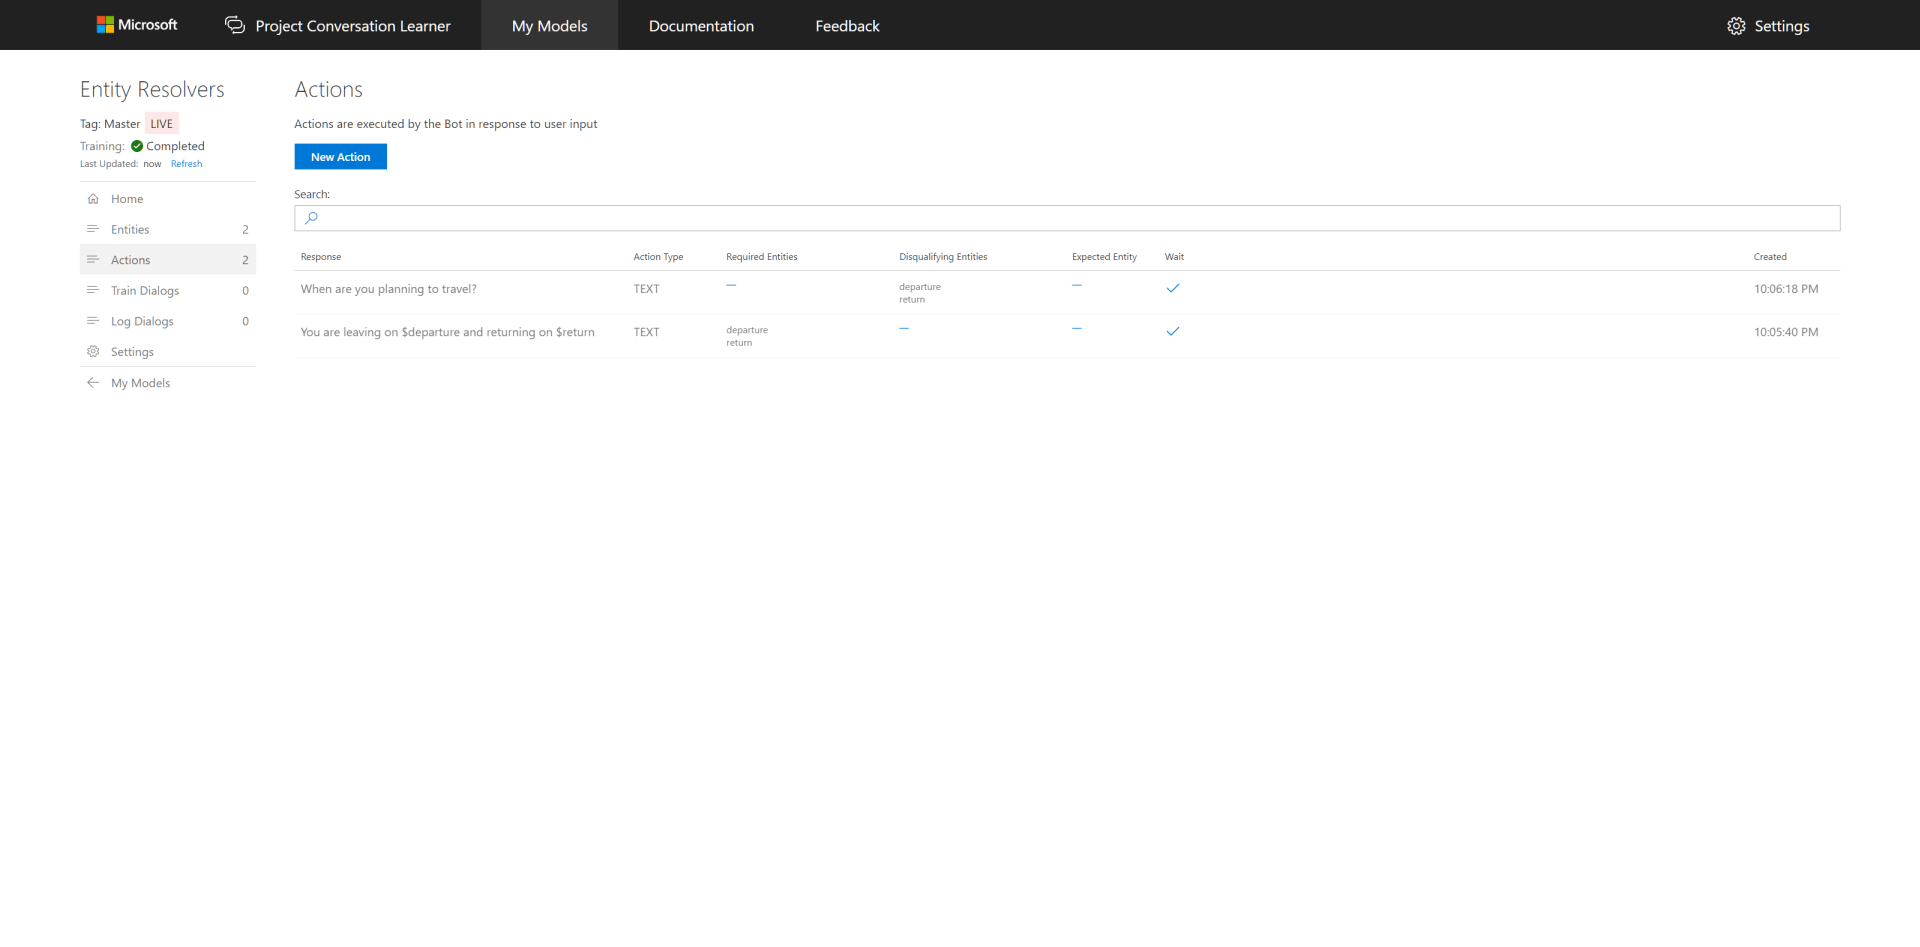 Microsoft Project Conversation Learner My Models Documentation Feedback Settings
Entity Resolvers
Tag: Master LIVE
Training: Completed
Last Updated: now Refresh
Home
Entities 2
Actions 2
Train Dialogs 0
Log Dialogs 0
Settings
My Models
Actions
Actions are executed by the Bot in response to user input
New Action
Search:
Response Action Type Required Entities Disqualifying Entities Expected Entity Wait Created
When are you planning to travel? TEXT departure 10:06:18 PM
return
You are leaving on $departure and returning on $return TEXT departure 10:05:40 PM
return